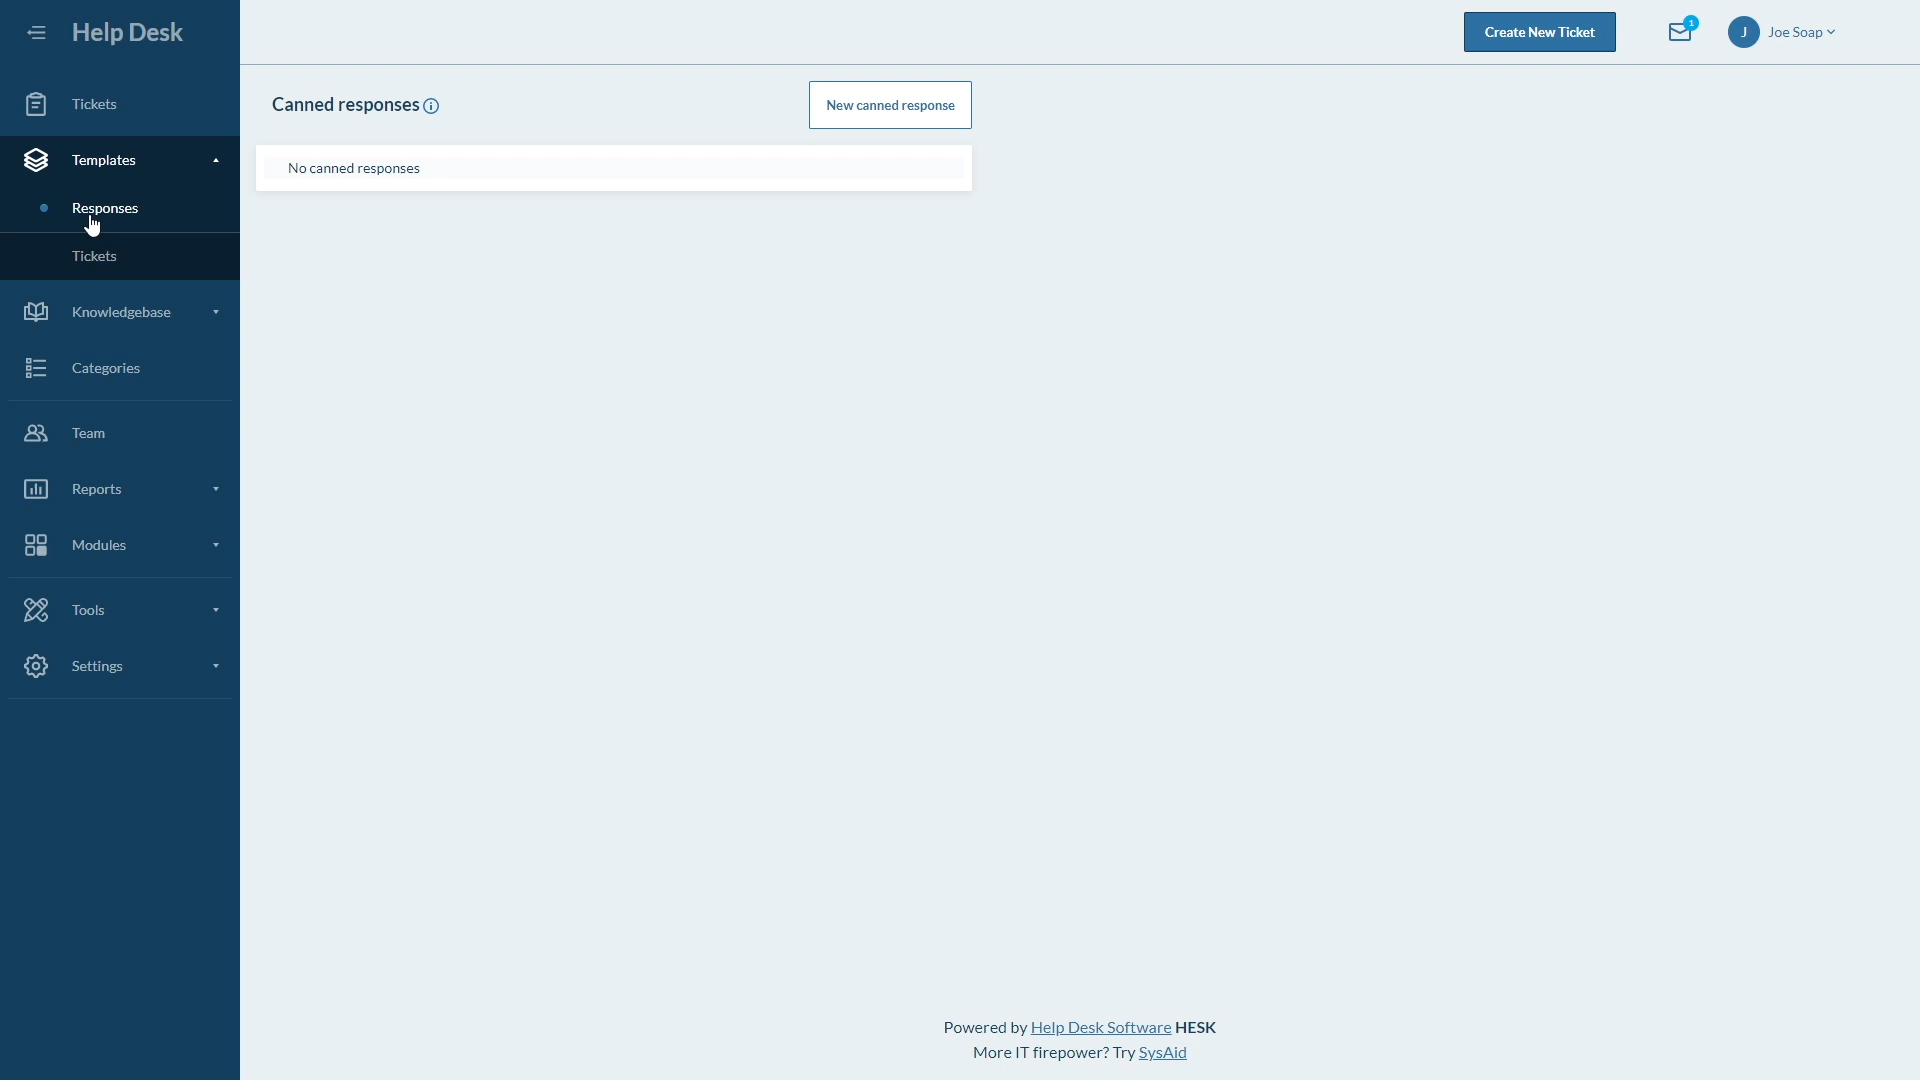 Help Desk
Create New Ticket
1
J
Joe Soap
Tickets
Templates
Responses
Tickets
Knowledgebase
Categories
Team
Reports
Modules
Tools
Settings
Canned responses
New canned response
No canned responses
Powered by Help Desk Software HESK
More IT firepower? Try SysAid